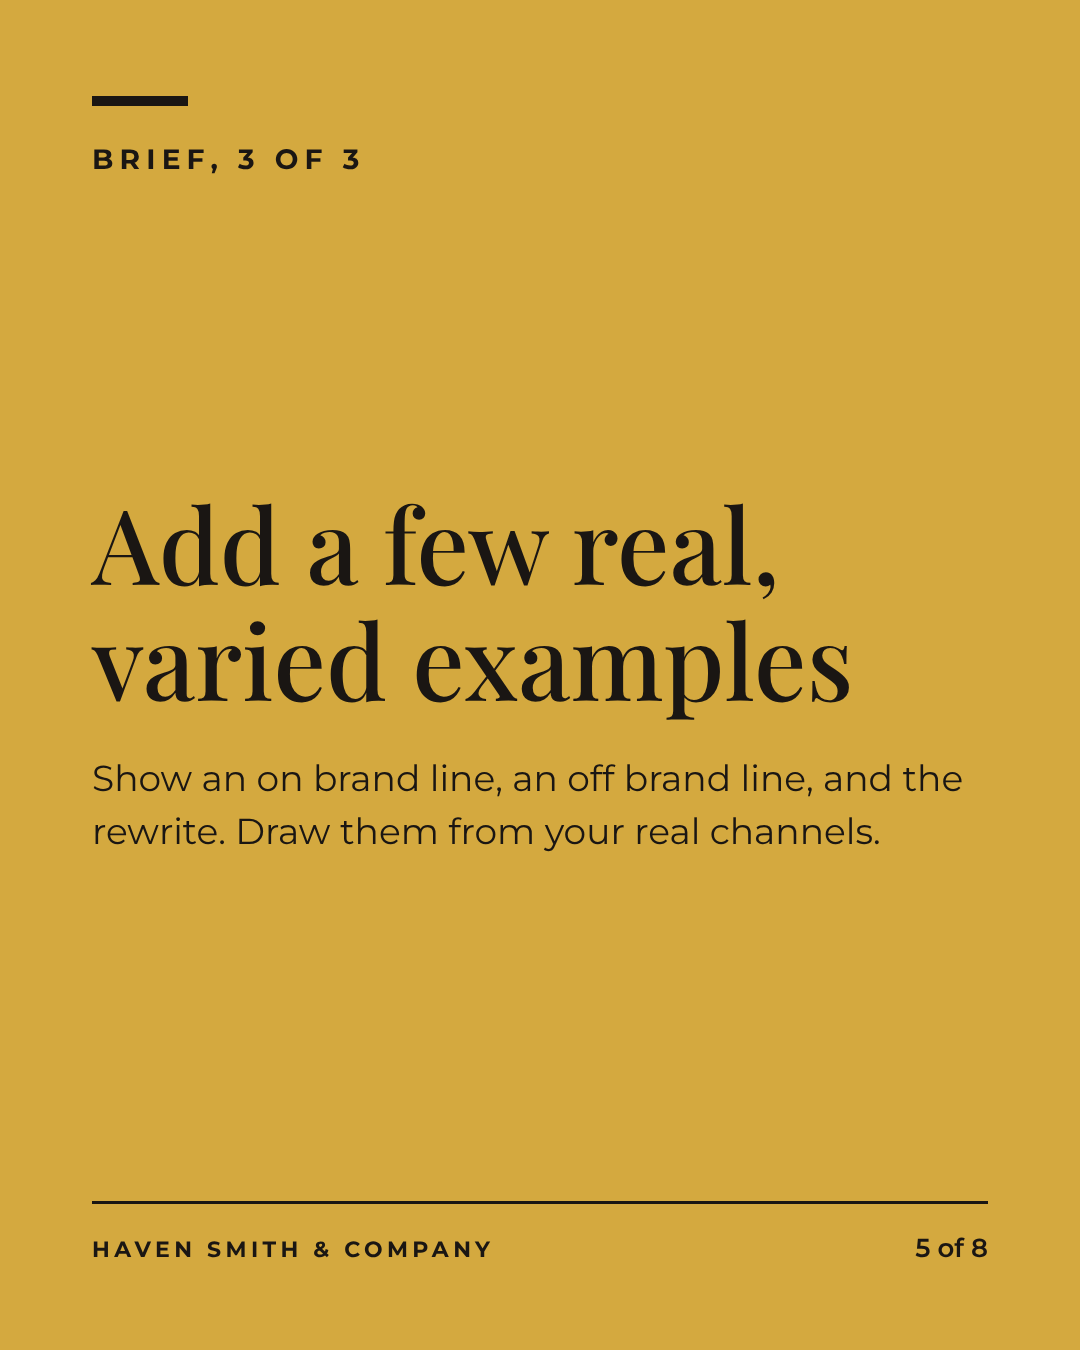 BRIEF, 3 OF 3
Add a few real,
varied examples
Show an on brand line, an off brand line, and the
rewrite. Draw them from your real channels.
HAVEN SMITH & COMPANY
5 of 8